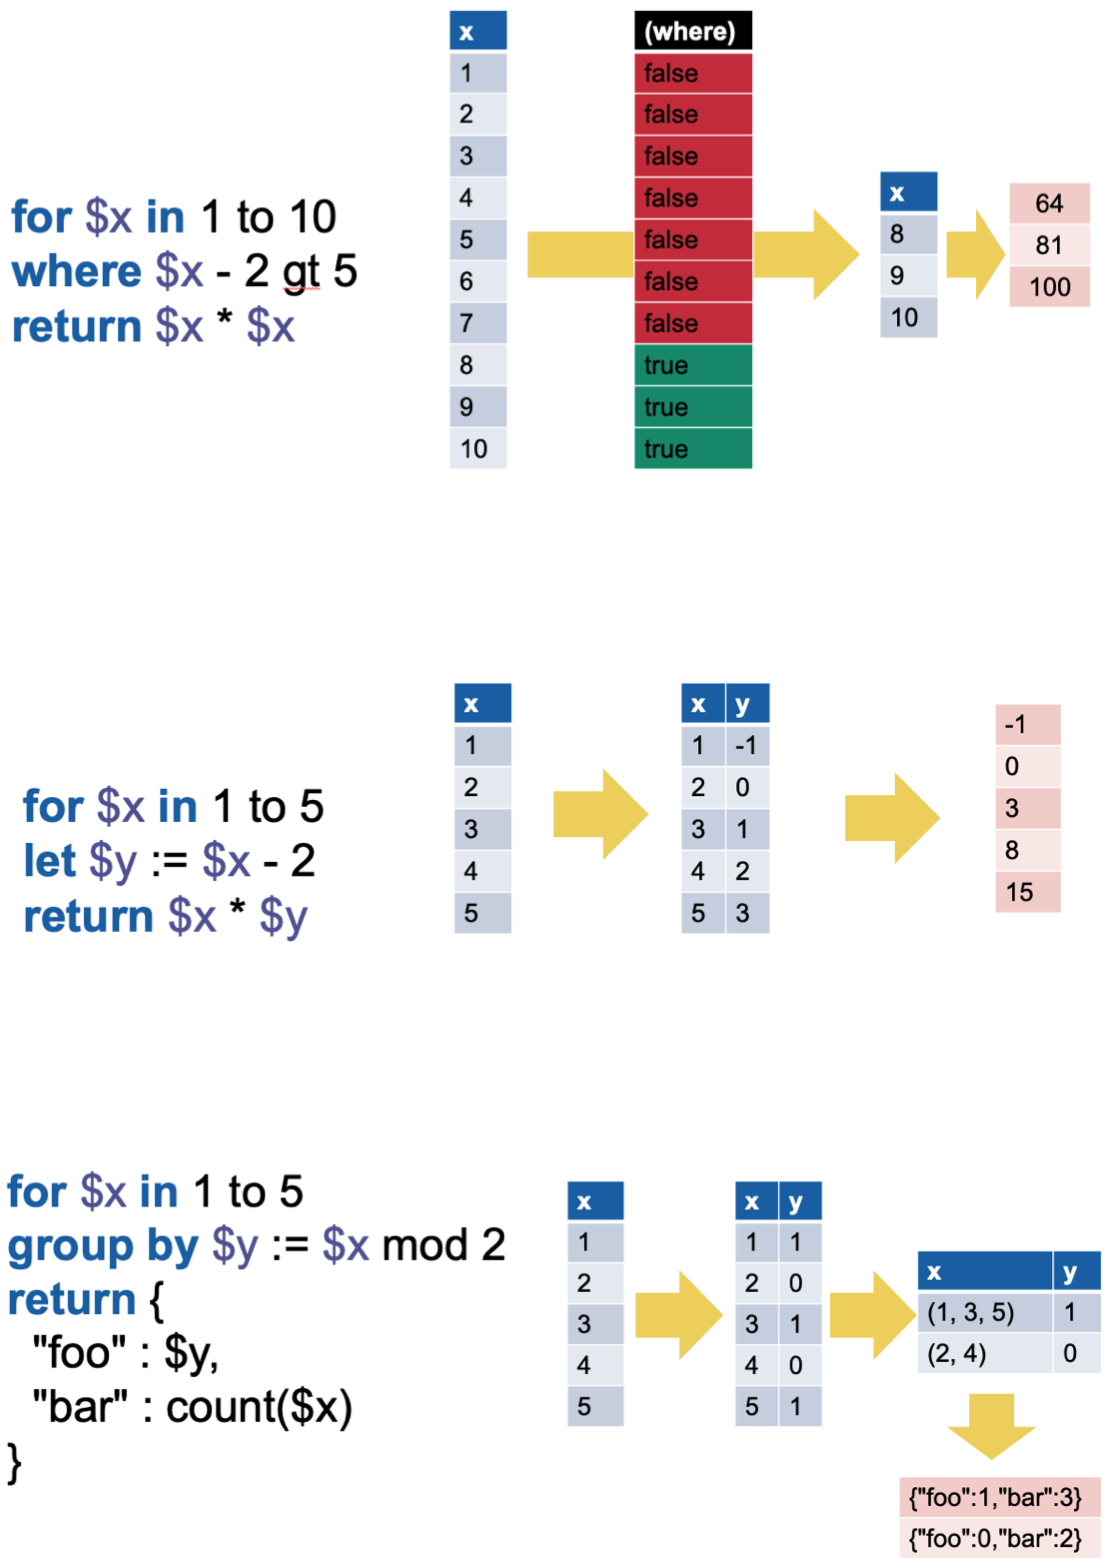 for $x in 1 to 10
where $x - 2 gt 5
return $x * $x
x
1
2
3
4
5
6
7
8
9
10
(where)
false
false
false
false
false
false
false
true
true
true
x
8
9
10
64
81
100
for $x in 1 to 5
let $y := $x - 2
return $x * $y
x
1
2
3
4
5
x y
1 -1
2 0
3 1
4 2
5 3
-1
0
3
8
15
for $x in 1 to 5
group by $y := $x mod 2
return {
"foo" : $y,
"bar" : count($x)
}
x
1
2
3
4
5
x y
1 1
2 0
3 1
4 0
5 1
x y
(1, 3, 5) 1
(2, 4) 0
{"foo":1,"bar":3}
{"foo":0,"bar":2}